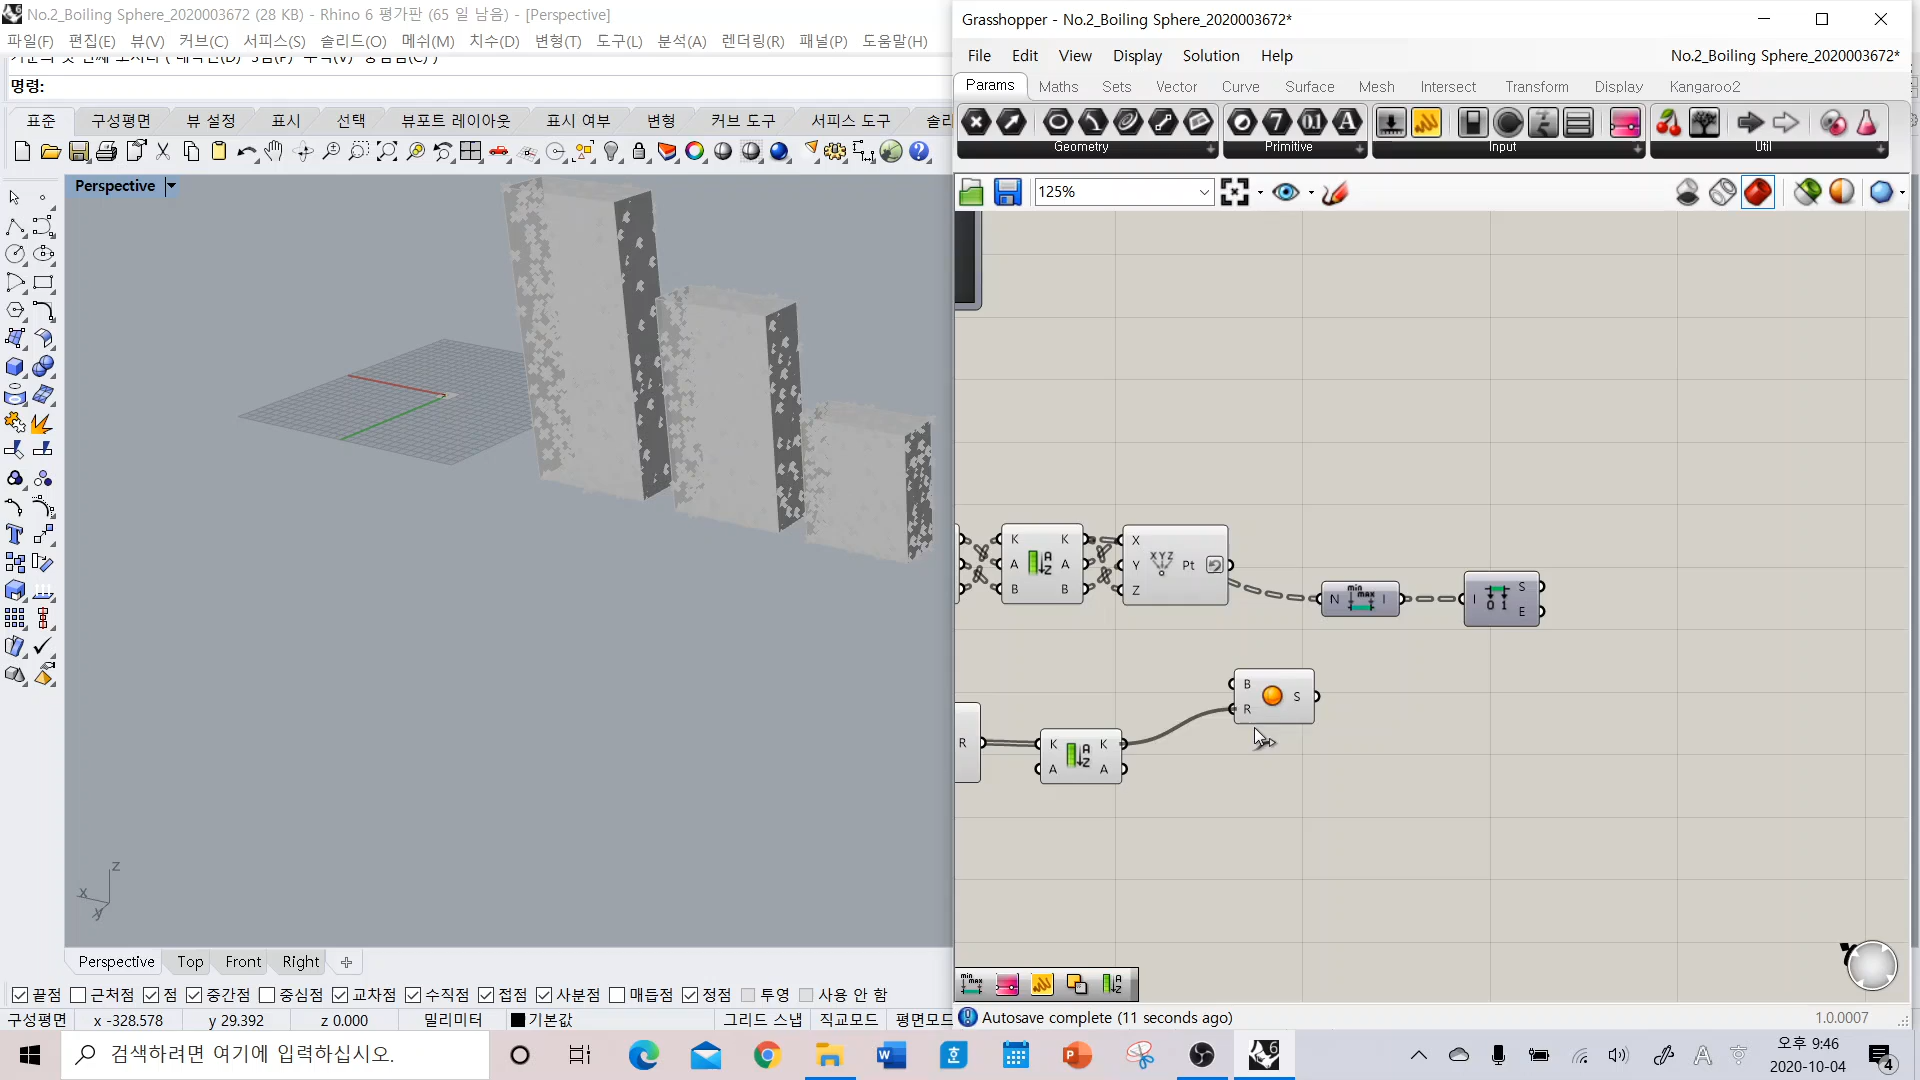 No.2_Boiling Sphere_2020003672 (28 KB) - Rhino 6 평가판 (65 일 남음) - [Perspective]
파일(F) 편집(E) 뷰(V) 커브(C) 서피스(S) 솔리드(O) 메쉬(M) 치수(D) 변형(T) 도구(L) 분석(A) 렌더링(R) 패널(P) 도움말(H)
명령:
표준 구성평면 뷰 설정 표시 선택 뷰포트 레이아웃 표시 여부 변형 커브 도구 서피스 도구 솔리
Perspective
z
x
y
Perspective Top Front Right
끝점 근처점 점 중간점 중심점 교차점 수직점 접점 사분점 매듭점 정점 투영 사용 안 함
구성평면 x -328.578 y 29.392 z 0.000 밀리미터 기본값 그리드 스냅 직교모드 평면모드
Grasshopper - No.2_Boiling Sphere_2020003672*
File Edit View Display Solution Help No.2_Boiling Sphere_2020003672*
Params Maths Sets Vector Curve Surface Mesh Intersect Transform Display Kangaroo2
Geometry Primitive Input Util
125%
K K
A A
B B
X
Y
Z
XYZ
Pt
N min max I
I 0 1 S
E
B
R
S
R
K K
A A
Autosave complete (11 seconds ago) 1.0.0007
검색하려면 여기에 입력하십시오.
오후 9:46
2020-10-04
4